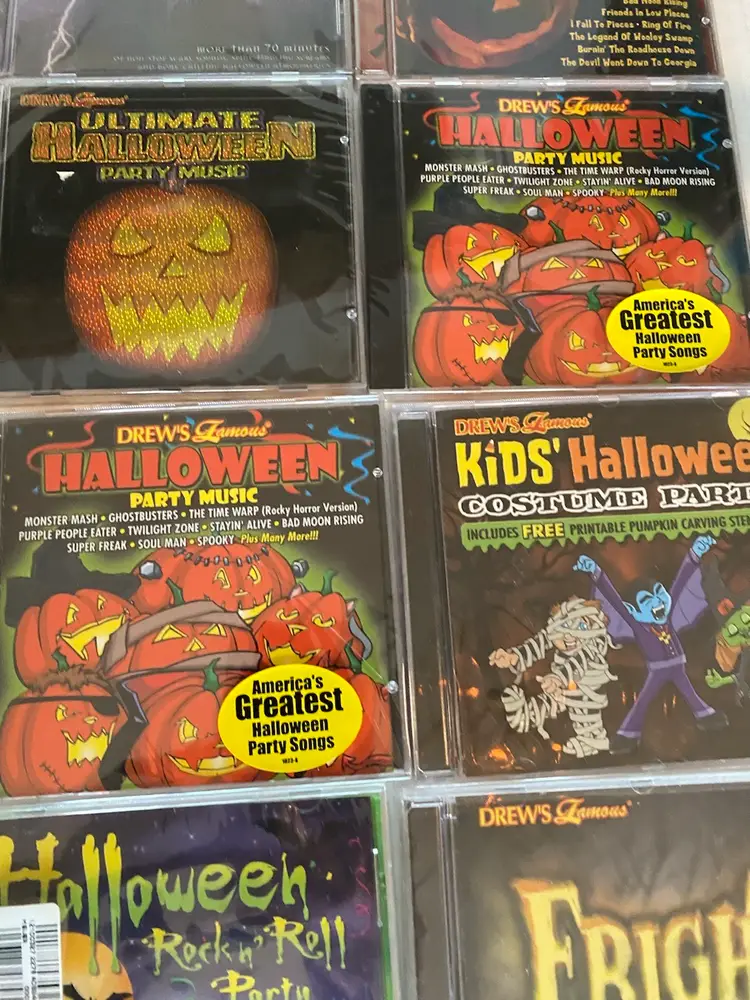 MORE THAN 70 MINUTES
Bad Moon Rising
Friends In Low Places
I Fall To Pieces • Ring Of Fire
The Legend Of Wooley Swamp
Burnin' The Roadhouse Down
The Devil Went Down To Georgia
DREW'S Famous
ULTIMATE
HALLOWEEN
PARTY MUSIC
DREW'S Famous
HALLOWEEN
PARTY MUSIC
MONSTER MASH • GHOSTBUSTERS • THE TIME WARP (Rocky Horror Version)
PURPLE PEOPLE EATER • TWILIGHT ZONE • STAYIN' ALIVE • BAD MOON RISING
SUPER FREAK • SOUL MAN • SPOOKY Plus Many More!!!
America's
Greatest
Halloween
Party Songs
1023-8
DREW'S Famous
HALLOWEEN
PARTY MUSIC
MONSTER MASH • GHOSTBUSTERS • THE TIME WARP (Rocky Horror Version)
PURPLE PEOPLE EATER • TWILIGHT ZONE • STAYIN' ALIVE • BAD MOON RISING
SUPER FREAK • SOUL MAN • SPOOKY Plus Many More!!!
America's
Greatest
Halloween
Party Songs
1023-8
DREW'S Famous
KiDS' Hallowee
COSTUME PART
INCLUDES FREE PRINTABLE PUMPKIN CARVING STE
Halloween
Rock n' Roll
Party
DREW'S Famous
FRIGH